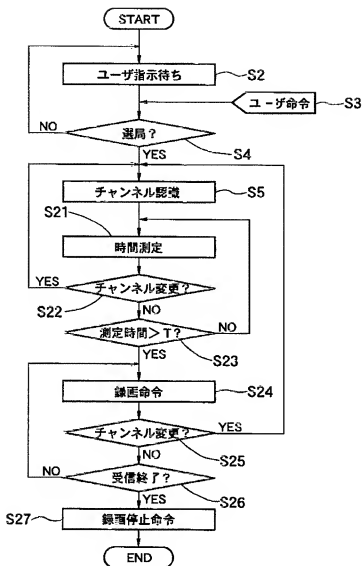 START
ユーザ指示待ち
S2
ユーザ命令
S3
NO
選局?
S4
YES
チャンネル認識
S5
S21
時間測定
YES
チャンネル変更?
S22
NO
測定時間>T?
NO
S23
YES
録画命令
S24
チャンネル変更?
YES
S25
NO
NO
受信終了?
S26
YES
S27
録画停止命令
END